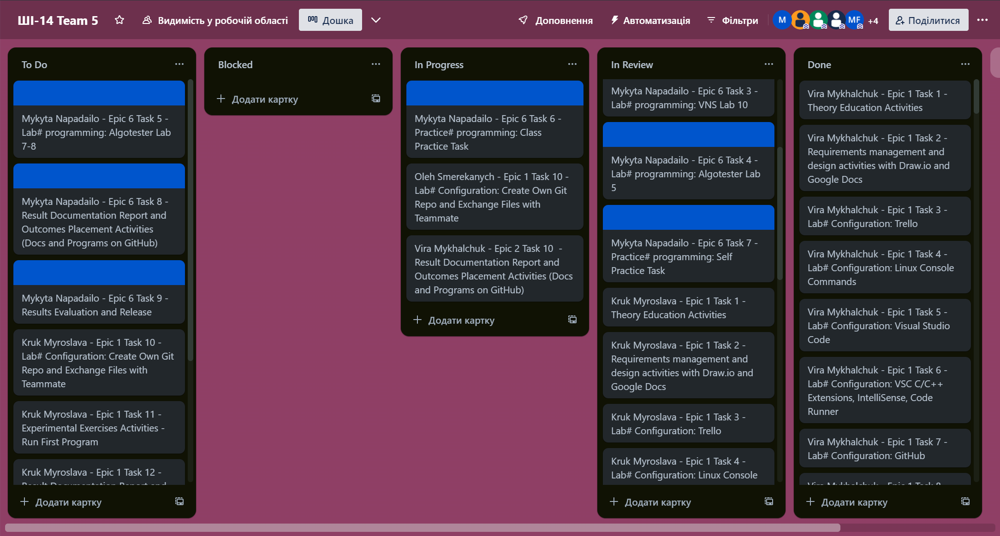 ШІ-14 Team 5
Видимість у робочій області
Дошка
Доповнення
Автоматизація
Фільтри
M
MF
+4
Поділитися
To Do
Mykyta Napadailo - Epic 6 Task 5 -
Lab# programming: Algotester Lab
7-8
Mykyta Napadailo - Epic 6 Task 8 -
Result Documentation Report and
Outcomes Placement Activities
(Docs and Programs on GitHub)
Mykyta Napadailo - Epic 6 Task 9 -
Results Evaluation and Release
Kruk Myroslava - Epic 1 Task 10 -
Lab# Configuration: Create Own Git
Repo and Exchange Files with
Teammate
Kruk Myroslava - Epic 1 Task 11 -
Experimental Exercises Activities -
Run First Program
Kruk Myroslava - Epic 1 Task 12 -
Result Documentation Report and
Додати картку
Blocked
Додати картку
In Progress
Mykyta Napadailo - Epic 6 Task 6 -
Practice# programming: Class
Practice Task
Oleh Smerekanych - Epic 1 Task 10 -
Lab# Configuration: Create Own Git
Repo and Exchange Files with
Teammate
Vira Mykhalchuk - Epic 2 Task 10 -
Result Documentation Report and
Outcomes Placement Activities (Docs
and Programs on GitHub)
Додати картку
In Review
Mykyta Napadailo - Epic 6 Task 3 -
Lab# programming: VNS Lab 10
Mykyta Napadailo - Epic 6 Task 4 -
Lab# programming: Algotester Lab
5
Mykyta Napadailo - Epic 6 Task 7 -
Practice# programming: Self
Practice Task
Kruk Myroslava - Epic 1 Task 1 -
Theory Education Activities
Kruk Myroslava - Epic 1 Task 2 -
Requirements management and
design activities with Draw.io and
Google Docs
Kruk Myroslava - Epic 1 Task 3 -
Lab# Configuration: Trello
Kruk Myroslava - Epic 1 Task 4 -
Lab# Configuration: Linux Console
Додати картку
Done
Vira Mykhalchuk - Epic 1 Task 1 -
Theory Education Activities
Vira Mykhalchuk - Epic 1 Task 2 -
Requirements management and
design activities with Draw.io and
Google Docs
Vira Mykhalchuk - Epic 1 Task 3 -
Lab# Configuration: Trello
Vira Mykhalchuk - Epic 1 Task 4 -
Lab# Configuration: Linux Console
Commands
Vira Mykhalchuk - Epic 1 Task 5 -
Lab# Configuration: Visual Studio
Code
Vira Mykhalchuk - Epic 1 Task 6 -
Lab# Configuration: VSC C/C++
Extensions, IntelliSense, Code
Runner
Vira Mykhalchuk - Epic 1 Task 7 -
Lab# Configuration: GitHub
Vira Mykhalchuk - Epic 1 Task 8
Додати картку